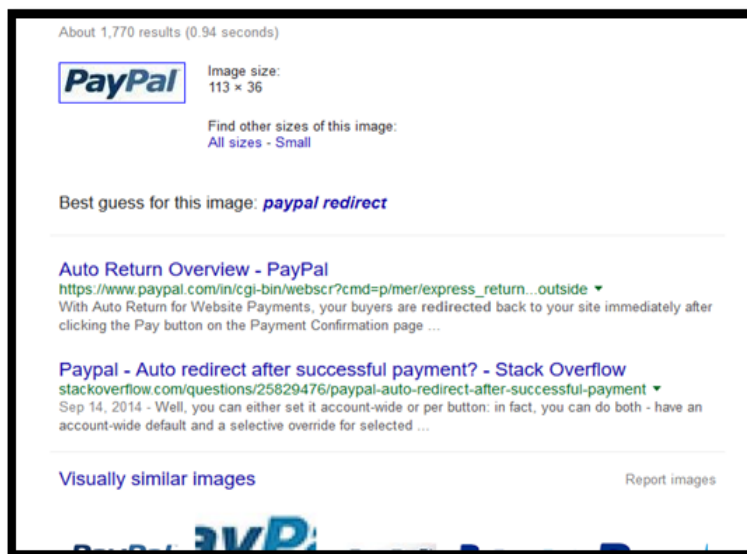 About 1,770 results (0.94 seconds)
PayPal
Image size:
113 × 36
Find other sizes of this image:
All sizes - Small
Best guess for this image: paypal redirect
Auto Return Overview - PayPal
https://www.paypal.com/in/cgi-bin/webscr?cmd=p/mer/express_return...outside
With Auto Return for Website Payments, your buyers are redirected back to your site immediately after
clicking the Pay button on the Payment Confirmation page ...
Paypal - Auto redirect after successful payment? - Stack Overflow
stackoverflow.com/questions/25829476/paypal-auto-redirect-after-successful-payment
Sep 14, 2014 - Well, you can either set it account-wide or per button: in fact, you can do both - have an
account-wide default and a selective override for selected ...
Visually similar images
Report images